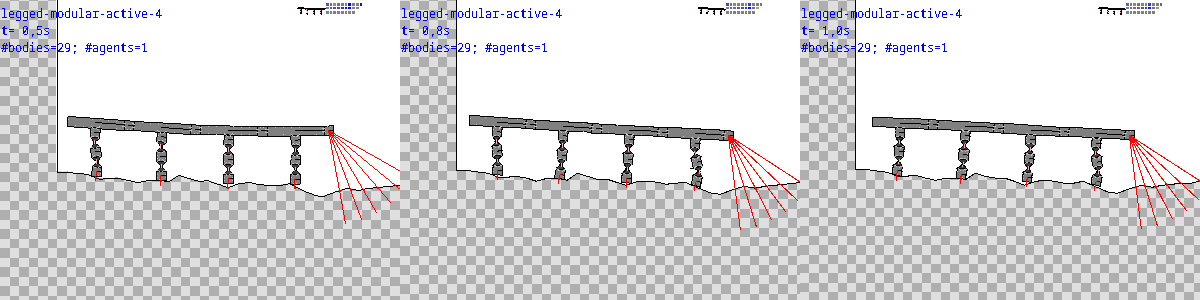 legged-modular-active-4
t= 0,5s
#bodies=29; #agents=1
legged-modular-active-4
t= 0,8s
#bodies=29; #agents=1
legged-modular-active-4
t= 1,0s
#bodies=29; #agents=1